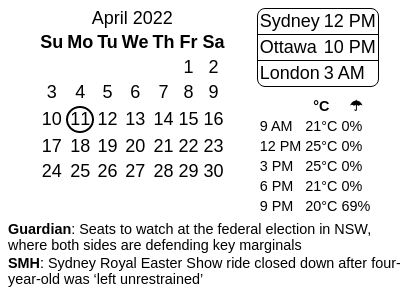 April 2022
Su Mo Tu We Th Fr Sa
1 2
3 4 5 6 7 8 9
10 11 12 13 14 15 16
17 18 19 20 21 22 23
24 25 26 27 28 29 30
Sydney 12 PM
Ottawa 10 PM
London 3 AM
°C ☂
9 AM 21°C 0%
12 PM 25°C 0%
3 PM 25°C 0%
6 PM 21°C 0%
9 PM 20°C 69%
Guardian: Seats to watch at the federal election in NSW,
where both sides are defending key marginals
SMH: Sydney Royal Easter Show ride closed down after four-
year-old was ‘left unrestrained’